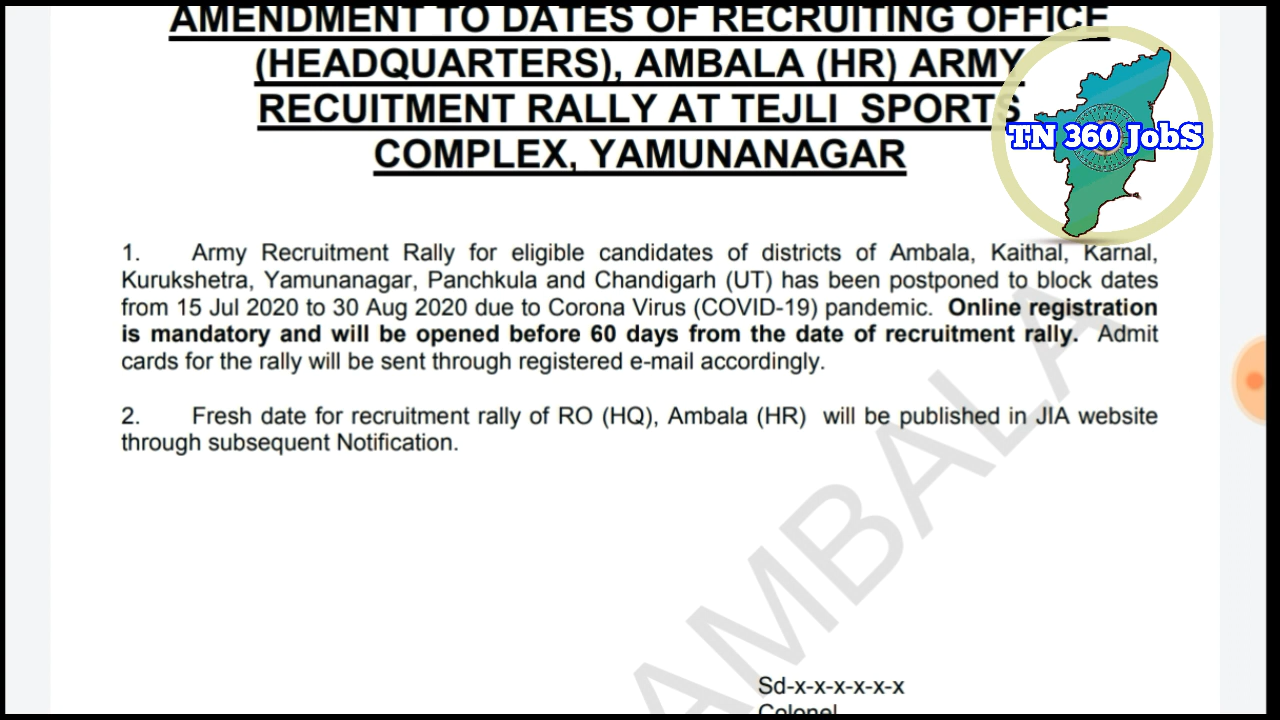 AMENDMENT TO DATES OF RECRUITING OFFICE
(HEADQUARTERS), AMBALA (HR) ARMY
RECUITMENT RALLY AT TEJLI SPORTS
COMPLEX, YAMUNANAGAR
TN 360 JobS
1. Army Recruitment Rally for eligible candidates of districts of Ambala, Kaithal, Karnal,
Kurukshetra, Yamunanagar, Panchkula and Chandigarh (UT) has been postponed to block dates
from 15 Jul 2020 to 30 Aug 2020 due to Corona Virus (COVID-19) pandemic. Online registration
is mandatory and will be opened before 60 days from the date of recruitment rally. Admit
cards for the rally will be sent through registered e-mail accordingly.
2. Fresh date for recruitment rally of RO (HQ), Ambala (HR) will be published in JIA website
through subsequent Notification.
AMBALA
Sd-x-x-x-x-x-x
Colonel